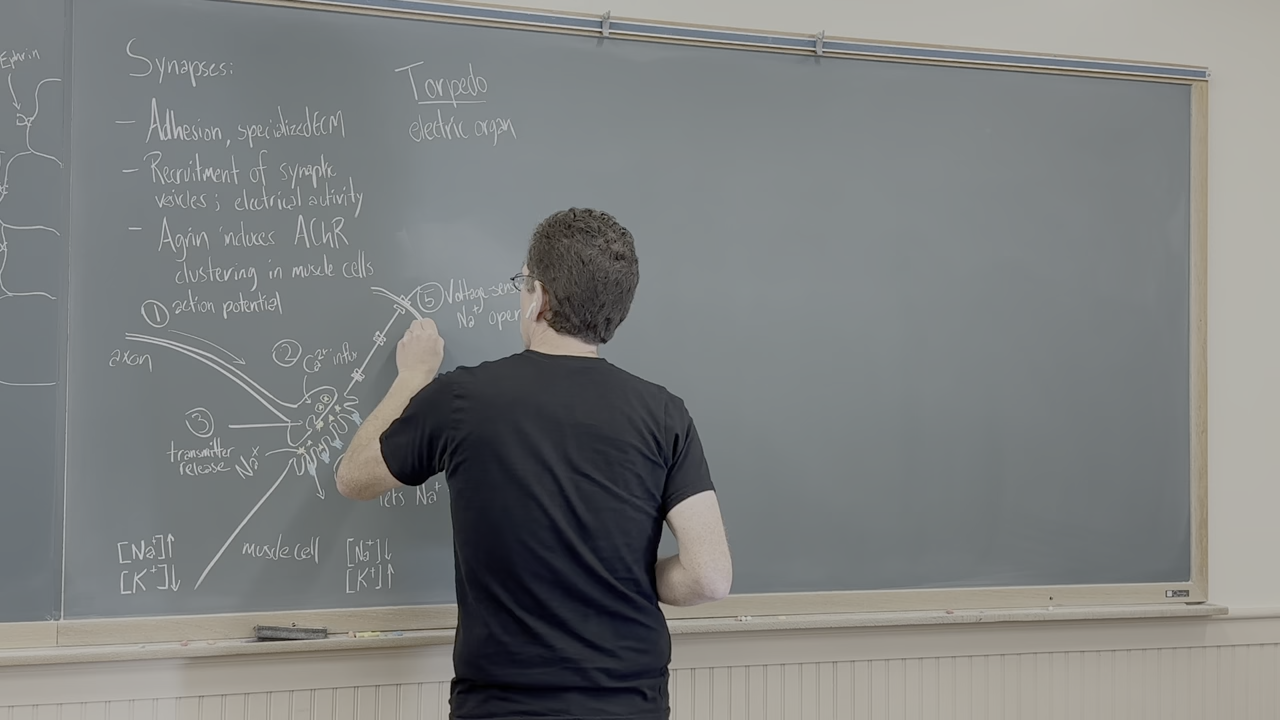 Ephrin
Synapses:
– Adhesion, specialized ECM
– Recruitment of synaptic
vesicles ; electrical activity
– Agrin induces AChR
clustering in muscle cells
Torpedo
electric organ
① action potential
axon
② Ca²⁺ influ
③
transmitter
release
Na⁺
lets Na⁺
⑤ Voltage sens
Na⁺ open
muscle cell
[Na⁺]↑
[K⁺]↓
[Na⁺]↓
[K⁺]↑